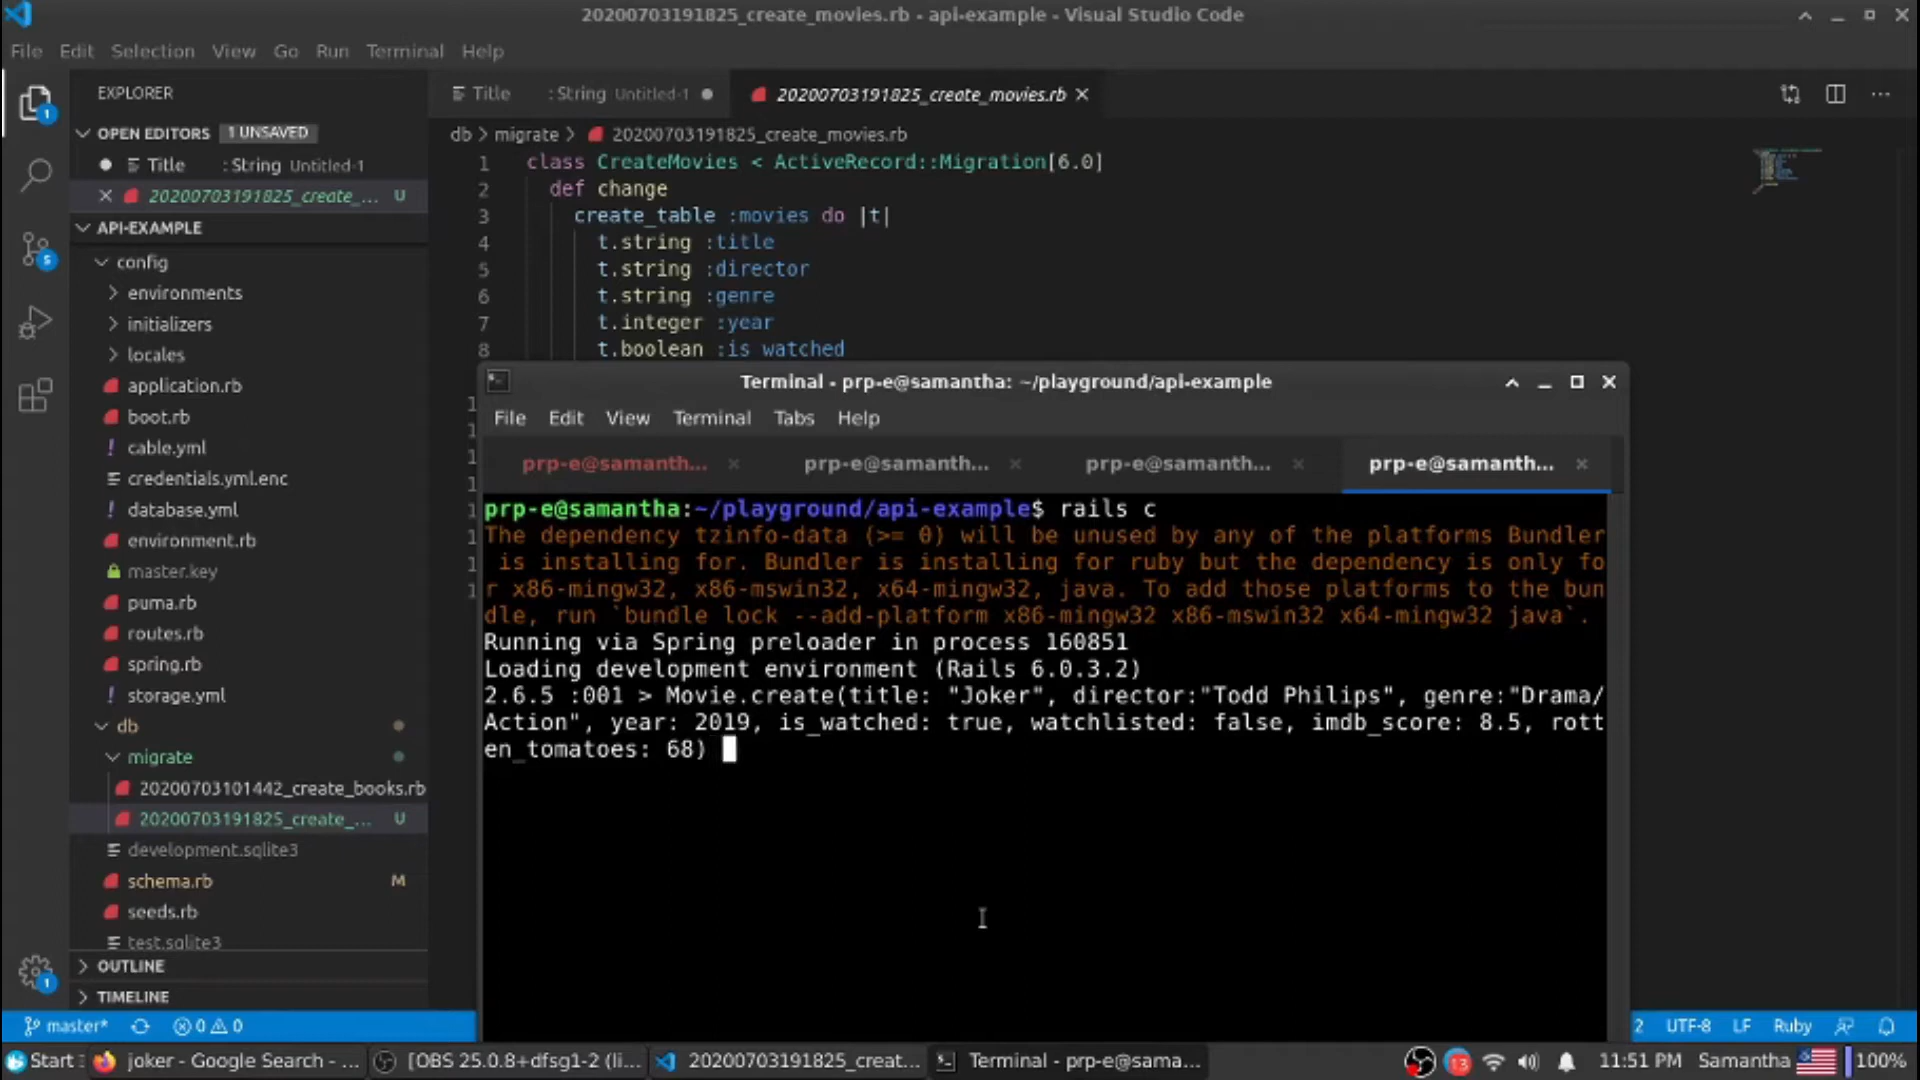 20200703191825_create_movies.rb - api-example - Visual Studio Code
File Edit Selection View Go Run Terminal Help
EXPLORER
OPEN EDITORS 1 UNSAVED
Title : String Untitled-1
20200703191825_create_... U
API-EXAMPLE
config
environments
initializers
locales
application.rb
boot.rb
cable.yml
credentials.yml.enc
database.yml
environment.rb
master.key
puma.rb
routes.rb
spring.rb
storage.yml
db
migrate
20200703101442_create_books.rb
20200703191825_create_... U
development.sqlite3
schema.rb M
seeds.rb
test.sqlite3
OUTLINE
TIMELINE
Title : String Untitled-1
20200703191825_create_movies.rb
db > migrate > 20200703191825_create_movies.rb
1 class CreateMovies < ActiveRecord::Migration[6.0]
2 def change
3 create_table :movies do |t|
4 t.string :title
5 t.string :director
6 t.string :genre
7 t.integer :year
8 t.boolean :is watched
Terminal - prp-e@samantha: ~/playground/api-example
File Edit View Terminal Tabs Help
prp-e@samanth... prp-e@samanth... prp-e@samanth... prp-e@samanth...
prp-e@samantha:~/playground/api-example$ rails c
The dependency tzinfo-data (>= 0) will be unused by any of the platforms Bundler
is installing for. Bundler is installing for ruby but the dependency is only fo
r x86-mingw32, x86-mswin32, x64-mingw32, java. To add those platforms to the bun
dle, run `bundle lock --add-platform x86-mingw32 x86-mswin32 x64-mingw32 java`.
Running via Spring preloader in process 160851
Loading development environment (Rails 6.0.3.2)
2.6.5 :001 > Movie.create(title: "Joker", director:"Todd Philips", genre:"Drama/
Action", year: 2019, is_watched: true, watchlisted: false, imdb_score: 8.5, rott
en_tomatoes: 68)
master* 0 0 2 UTF-8 LF Ruby
Start joker - Google Search - ... [OBS 25.0.8+dfsg1-2 (li... 20200703191825_creat... Terminal - prp-e@sama... 13 11:51 PM Samantha 100%